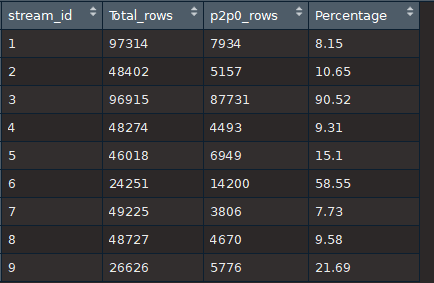 stream_id Total_rows p2p0_rows Percentage
1 97314 7934 8.15
2 48402 5157 10.65
3 96915 87731 90.52
4 48274 4493 9.31
5 46018 6949 15.1
6 24251 14200 58.55
7 49225 3806 7.73
8 48727 4670 9.58
9 26626 5776 21.69